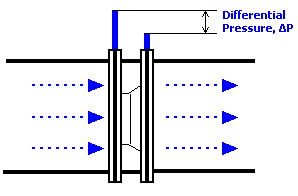 Differential
Pressure, ΔP